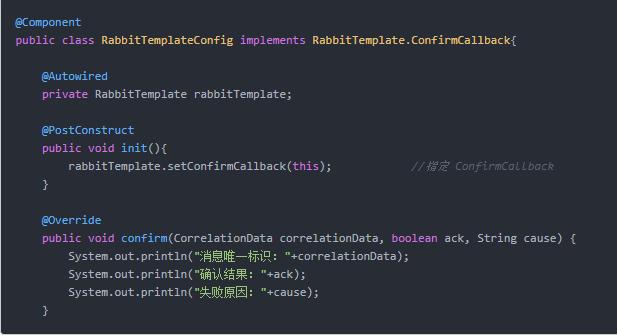 @Component
public class RabbitTemplateConfig implements RabbitTemplate.ConfirmCallback{
@Autowired
private RabbitTemplate rabbitTemplate;
@PostConstruct
public void init(){
rabbitTemplate.setConfirmCallback(this);            //指定 ConfirmCallback
}
@Override
public void confirm(CorrelationData correlationData, boolean ack, String cause) {
System.out.println("消息唯一标识："+correlationData);
System.out.println("确认结果："+ack);
System.out.println("失败原因："+cause);
}